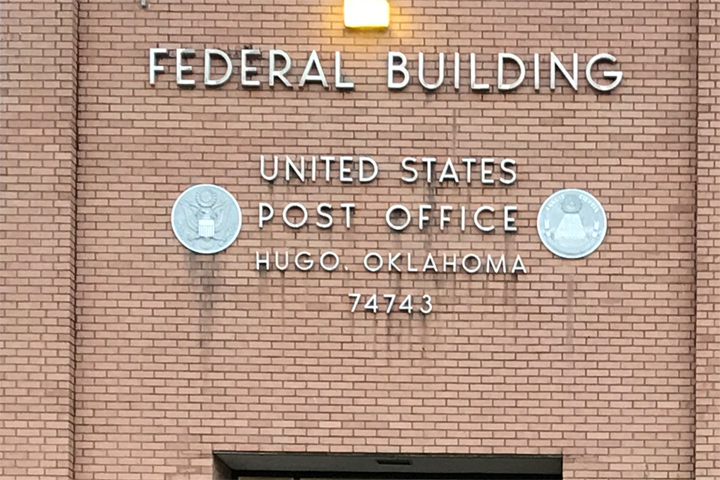 FEDERAL BUILDING
UNITED STATES
POST OFFICE
HUGO, OKLAHOMA
74743